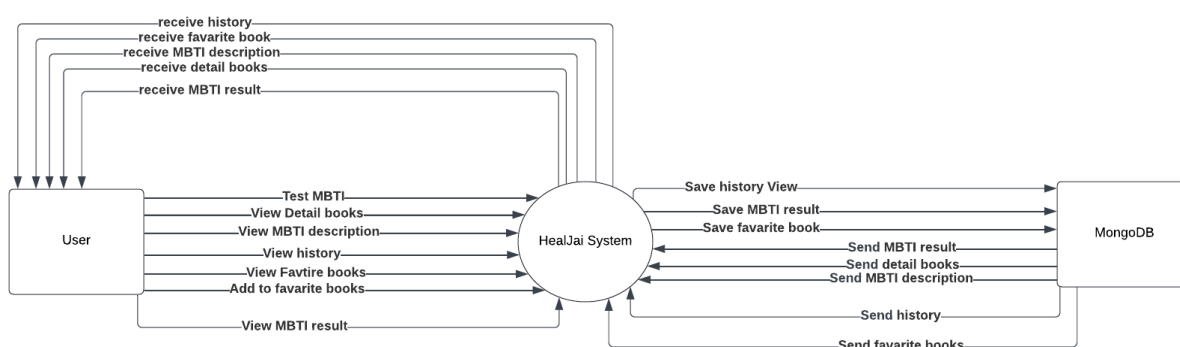 receive history
receive favarite book
receive MBTI description
receive detail books
receive MBTI result
Test MBTI
View Detail books
View MBTI description
View history
View Favtire books
Add to favarite books
View MBTI result
User
HealJai System
Save history View
Save MBTI result
Save favarite book
Send MBTI result
Send detail books
Send MBTI description
Send history
Send favarite books
MongoDB